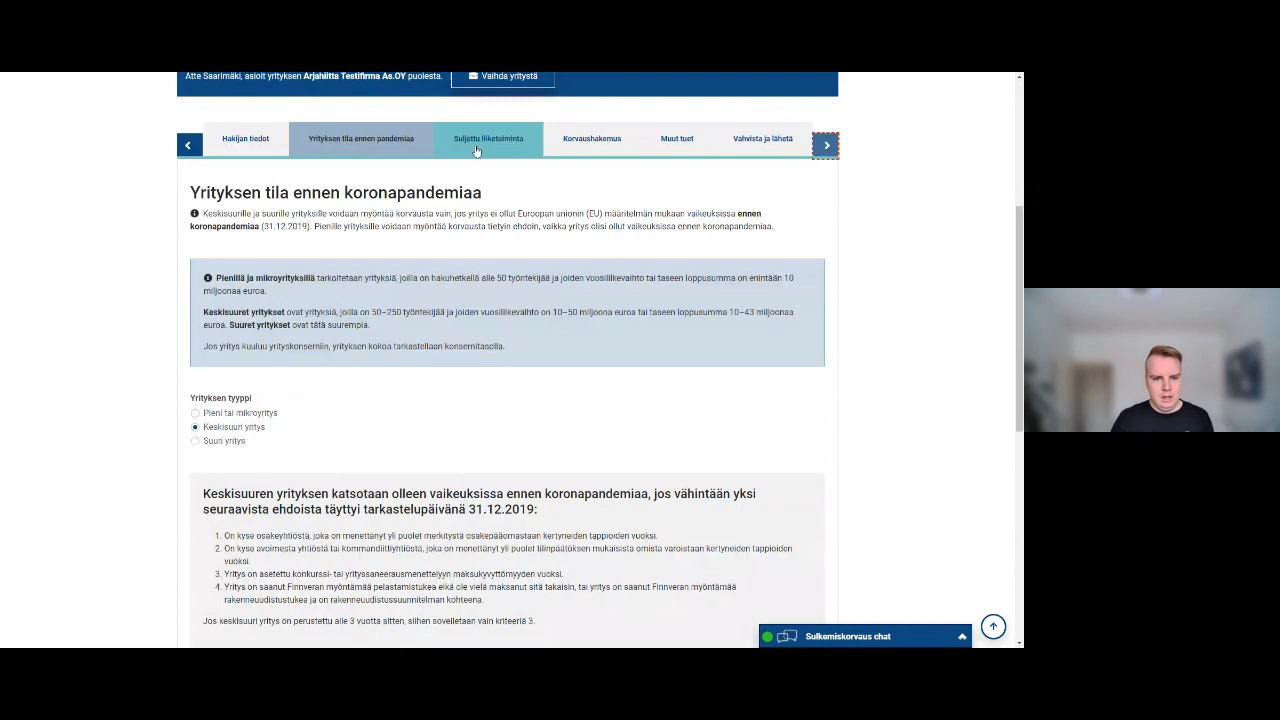 Atte Saarimäki, asioit yrityksen Arjahiitta Testifirma As.OY puolesta.
Vaihda yritystä
Hakijan tiedot
Yrityksen tila ennen pandemiaa
Suljettu liiketoiminta
Korvaushakemus
Muut tuet
Vahvista ja lähetä
Yrityksen tila ennen koronapandemiaa
Keskisuurille ja suurille yrityksille voidaan myöntää korvausta vain, jos yritys ei ollut Euroopan unionin (EU) määritelmän mukaan vaikeuksissa ennen
koronapandemiaa (31.12.2019). Pienille yrityksille voidaan myöntää korvausta tietyin ehdoin, vaikka yritys olisi ollut vaikeuksissa ennen koronapandemiaa.
Pienillä ja mikroyrityksillä tarkoitetaan yrityksiä, joilla on hakuhetkellä alle 50 työntekijää ja joiden vuosiliikevaihto tai taseen loppusumma on enintään 10
miljoonaa euroa.
Keskisuuret yritykset ovat yrityksiä, joilla on 50–250 työntekijää ja joiden vuosiliikevaihto on 10–50 miljoona euroa tai taseen loppusumma 10–43 miljoonaa
euroa. Suuret yritykset ovat tätä suurempia.
Jos yritys kuuluu yrityskonserniin, yrityksen kokoa tarkastellaan konsernitasolla.
Yrityksen tyyppi
Pieni tai mikroyritys
Keskisuuri yritys
Suuri yritys
Keskisuuren yrityksen katsotaan olleen vaikeuksissa ennen koronapandemiaa, jos vähintään yksi
seuraavista ehdoista täyttyi tarkastelupäivänä 31.12.2019:
1. On kyse osakeyhtiöstä, joka on menettänyt yli puolet merkitystä osakepääomastaan kertyneiden tappioiden vuoksi.
2. On kyse avoimesta yhtiöstä tai kommandiittiyhtiöstä, joka on menettänyt yli puolet tilinpäätöksen mukaisista omista varoistaan kertyneiden tappioiden
vuoksi.
3. Yritys on asetettu konkurssi- tai yrityssaneerausmenettelyyn maksukyvyttömyyden vuoksi.
4. Yritys on saanut Finnveran myöntämää pelastamistukea eikä ole vielä maksanut sitä takaisin, tai yritys on saanut Finnveran myöntämää
rakenneuudistustukea ja on rakenneuudistussuunnitelman kohteena.
Jos keskisuuri yritys on perustettu alle 3 vuotta sitten, siihen sovelletaan vain kriteeriä 3.
Sulkemiskorvaus chat